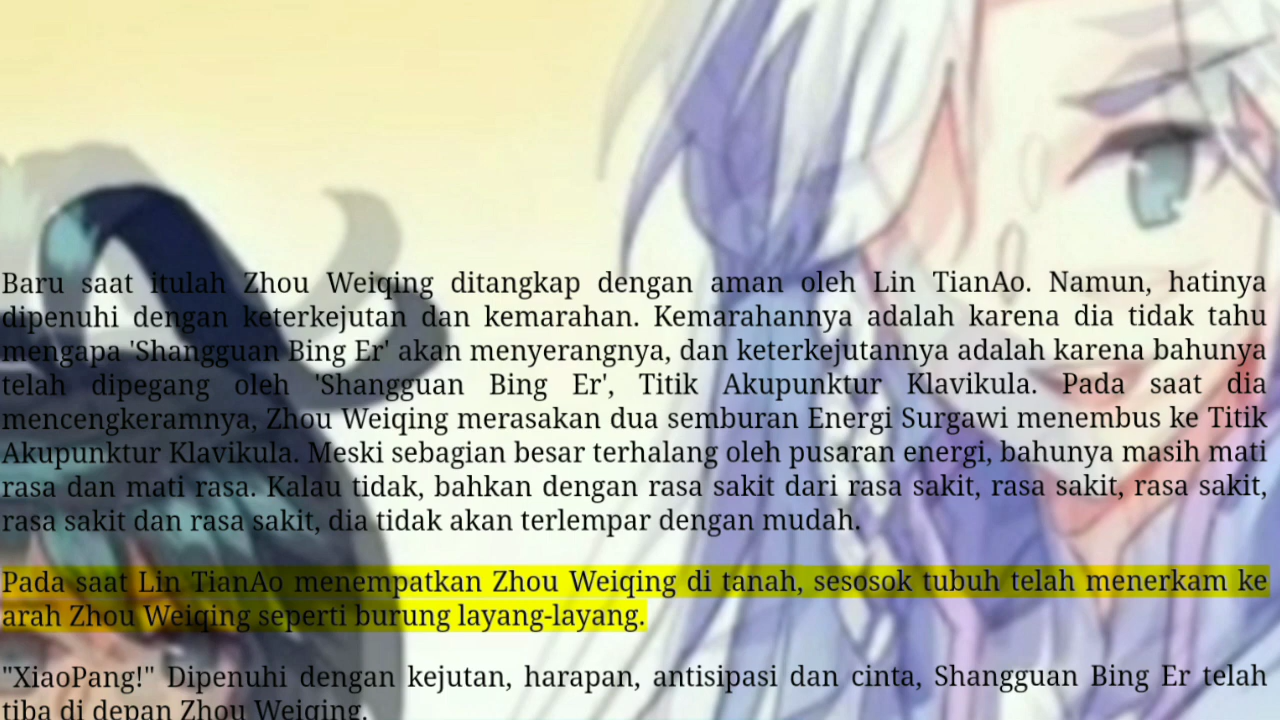 Baru saat itulah Zhou Weiqing ditangkap dengan aman oleh Lin TianAo. Namun, hatinya
dipenuhi dengan keterkejutan dan kemarahan. Kemarahannya adalah karena dia tidak tahu
mengapa 'Shangguan Bing Er' akan menyerangnya, dan keterkejutannya adalah karena bahunya
telah dipegang oleh 'Shangguan Bing Er', Titik Akupunktur Klavikula. Pada saat dia
mencengkeramnya, Zhou Weiqing merasakan dua semburan Energi Surgawi menembus ke Titik
Akupunktur Klavikula. Meski sebagian besar terhalang oleh pusaran energi, bahunya masih mati
rasa dan mati rasa. Kalau tidak, bahkan dengan rasa sakit dari rasa sakit, rasa sakit, rasa sakit,
rasa sakit dan rasa sakit, dia tidak akan terlempar dengan mudah.
Pada saat Lin TianAo menempatkan Zhou Weiqing di tanah, sesosok tubuh telah menerkam ke
arah Zhou Weiqing seperti burung layang-layang.
"XiaoPang!" Dipenuhi dengan kejutan, harapan, antisipasi dan cinta, Shangguan Bing Er telah
tiba di depan Zhou Weiqing.